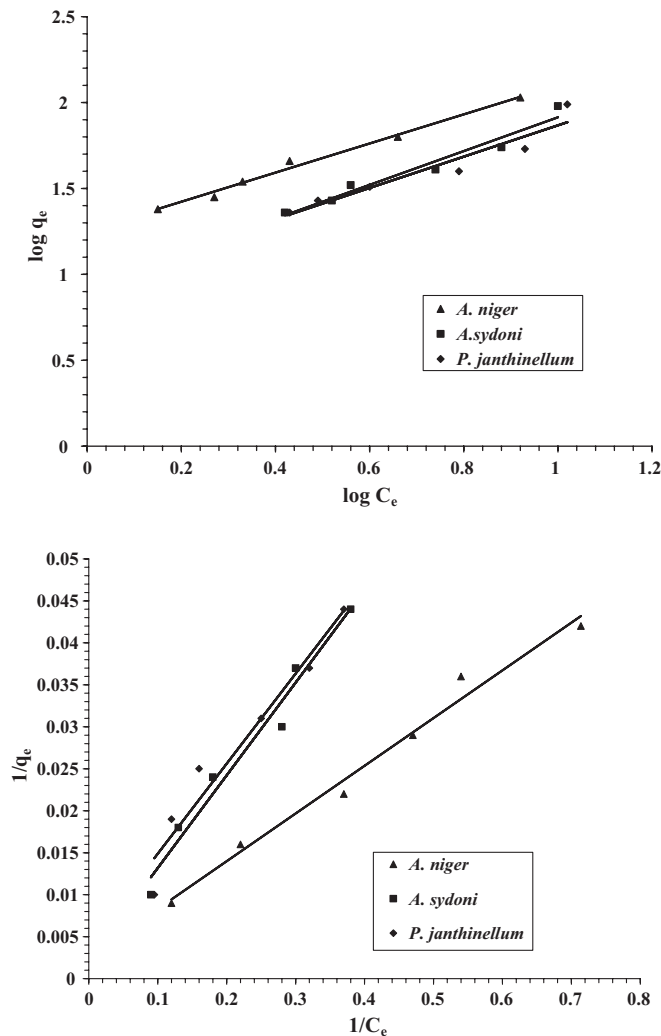 2.5
2
1.5
1
0.5
0
log qe
0 0.2 0.4 0.6 0.8 1 1.2
log Ce
A. niger
A.sydoni
P. janthinellum
0.05
0.045
0.04
0.035
0.03
0.025
0.02
0.015
0.01
0.005
0
1/qe
0 0.1 0.2 0.3 0.4 0.5 0.6 0.7 0.8
1/Ce
A. niger
A. sydoni
P. janthinellum